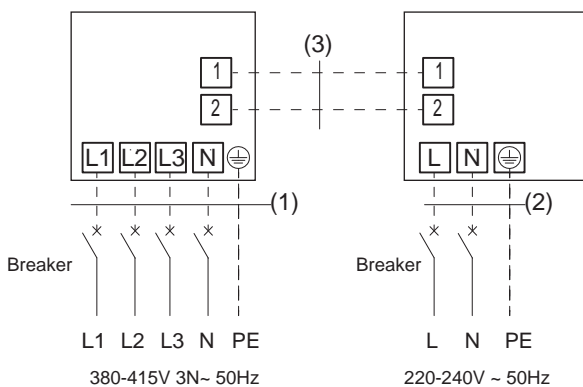 (3)
1 1
2 2
L1 L2 L3 N L N
(1) (2)
Breaker Breaker
L1 L2 L3 N PE L N PE
380-415V 3N~ 50Hz 220-240V ~ 50Hz